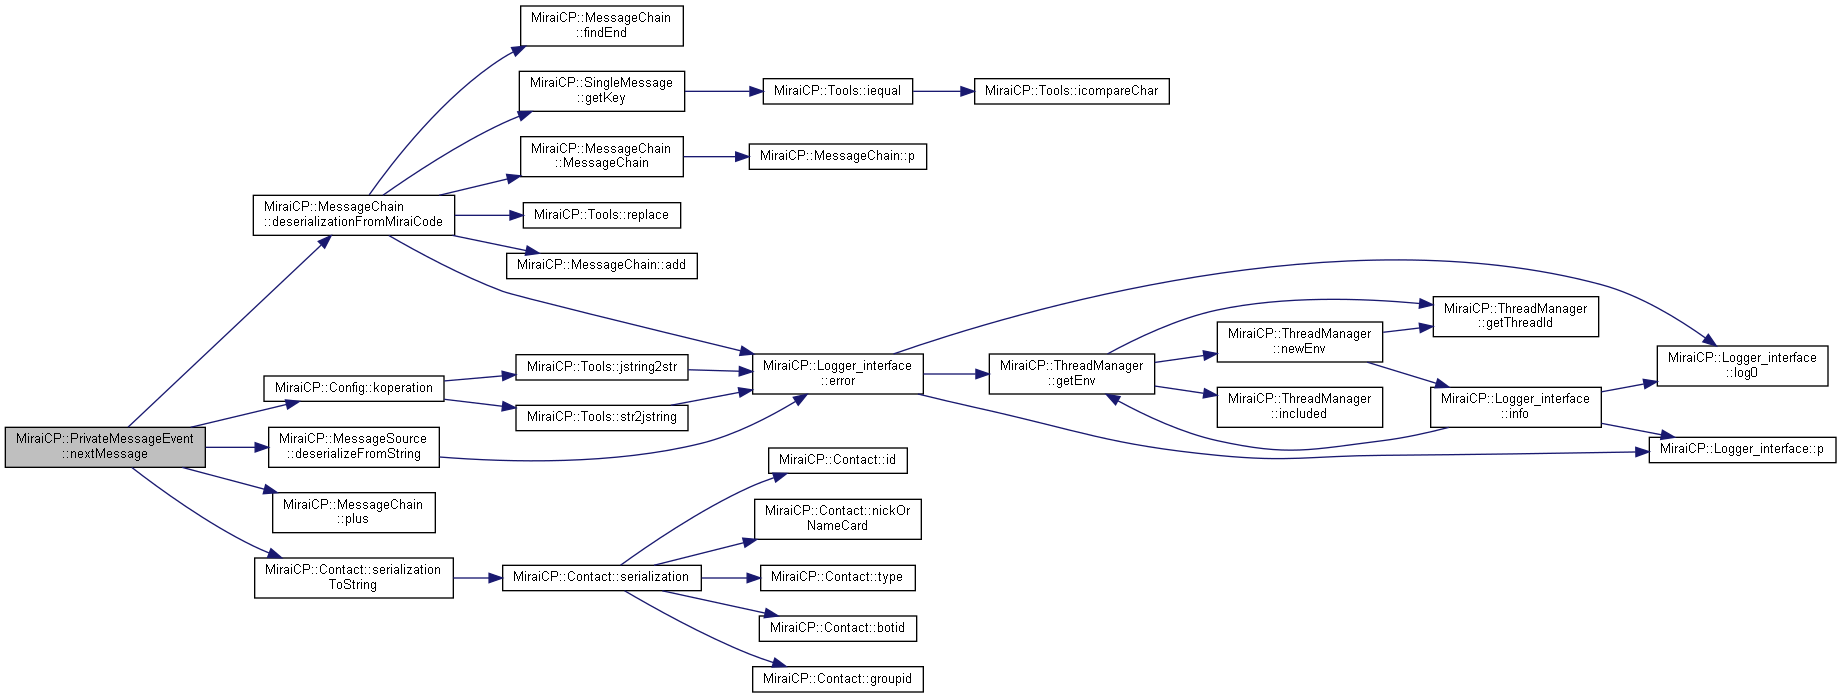 MiraiCP::MessageChain
::findEnd
MiraiCP::SingleMessage
::getKey
MiraiCP::Tools::iequal
MiraiCP::Tools::icompareChar
MiraiCP::MessageChain
::MessageChain
MiraiCP::MessageChain::p
MiraiCP::MessageChain
::deserializationFromMiraiCode
MiraiCP::Tools::replace
MiraiCP::MessageChain::add
MiraiCP::ThreadManager
::getThreadId
MiraiCP::ThreadManager
::newEnv
MiraiCP::Logger_interface
::log0
MiraiCP::Tools::jstring2str
MiraiCP::Logger_interface
::error
MiraiCP::ThreadManager
::getEnv
MiraiCP::Config::koperation
MiraiCP::Tools::str2jstring
MiraiCP::ThreadManager
::included
MiraiCP::Logger_interface
::info
MiraiCP::PrivateMessageEvent
::nextMessage
MiraiCP::MessageSource
::deserializeFromString
MiraiCP::Logger_interface::p
MiraiCP::Contact::id
MiraiCP::MessageChain
::plus
MiraiCP::Contact::nickOr
NameCard
MiraiCP::Contact::serialization
ToString
MiraiCP::Contact::serialization
MiraiCP::Contact::type
MiraiCP::Contact::botid
MiraiCP::Contact::groupid